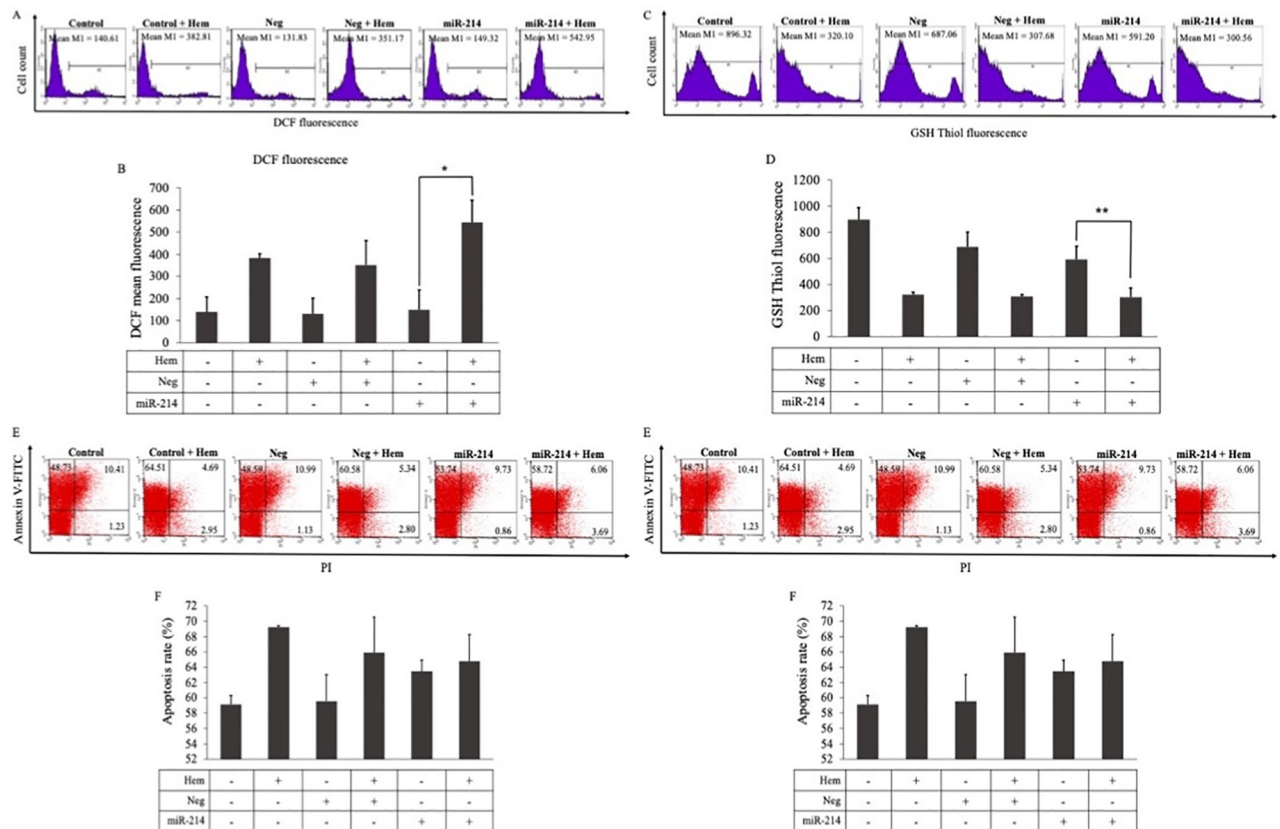 A
Control Control + Hem Neg Neg + Hem miR-214 miR-214 + Hem
Mean M1 = 140.61 Mean M1 = 382.81 Mean M1 = 131.83 Mean M1 = 351.17 Mean M1 = 149.32 Mean M1 = 542.95
Cell count
DCF fluorescence
C
Control Control + Hem Neg Neg + Hem miR-214 miR-214 + Hem
Mean M1 = 896.32 Mean M1 = 320.10 Mean M1 = 687.06 Mean M1 = 307.68 Mean M1 = 591.20 Mean M1 = 300.56
Cell count
GSH Thiol fluorescence
B
DCF fluorescence
DCF mean fluorescence
700
600
500
400
300
200
100
0
*
Hem - + - + - +
Neg - - + + - -
miR-214 - - - - + +
D
GSH Thiol fluorescence
1200
1000
800
600
400
200
0
**
Hem - + - + - +
Neg - - + + - -
miR-214 - - - - + +
E
Control Control + Hem Neg Neg + Hem miR-214 miR-214 + Hem
48.73 10.41 64.51 4.69 48.59 10.99 60.58 5.34 53.74 9.73 58.72 6.06
1.23 2.95 1.13 2.80 0.86 3.69
Annexin V-FITC
PI
E
Control Control + Hem Neg Neg + Hem miR-214 miR-214 + Hem
48.73 10.41 64.51 4.69 48.59 10.99 60.58 5.34 53.74 9.73 58.72 6.06
1.23 2.95 1.13 2.80 0.86 3.69
Annexin V-FITC
PI
F
Apoptosis rate (%)
72
70
68
66
64
62
60
58
56
54
52
Hem - + - + - +
Neg - - + + - -
miR-214 - - - - + +
F
Apoptosis rate (%)
72
70
68
66
64
62
60
58
56
54
52
Hem - + - + - +
Neg - - + + - -
miR-214 - - - - + +